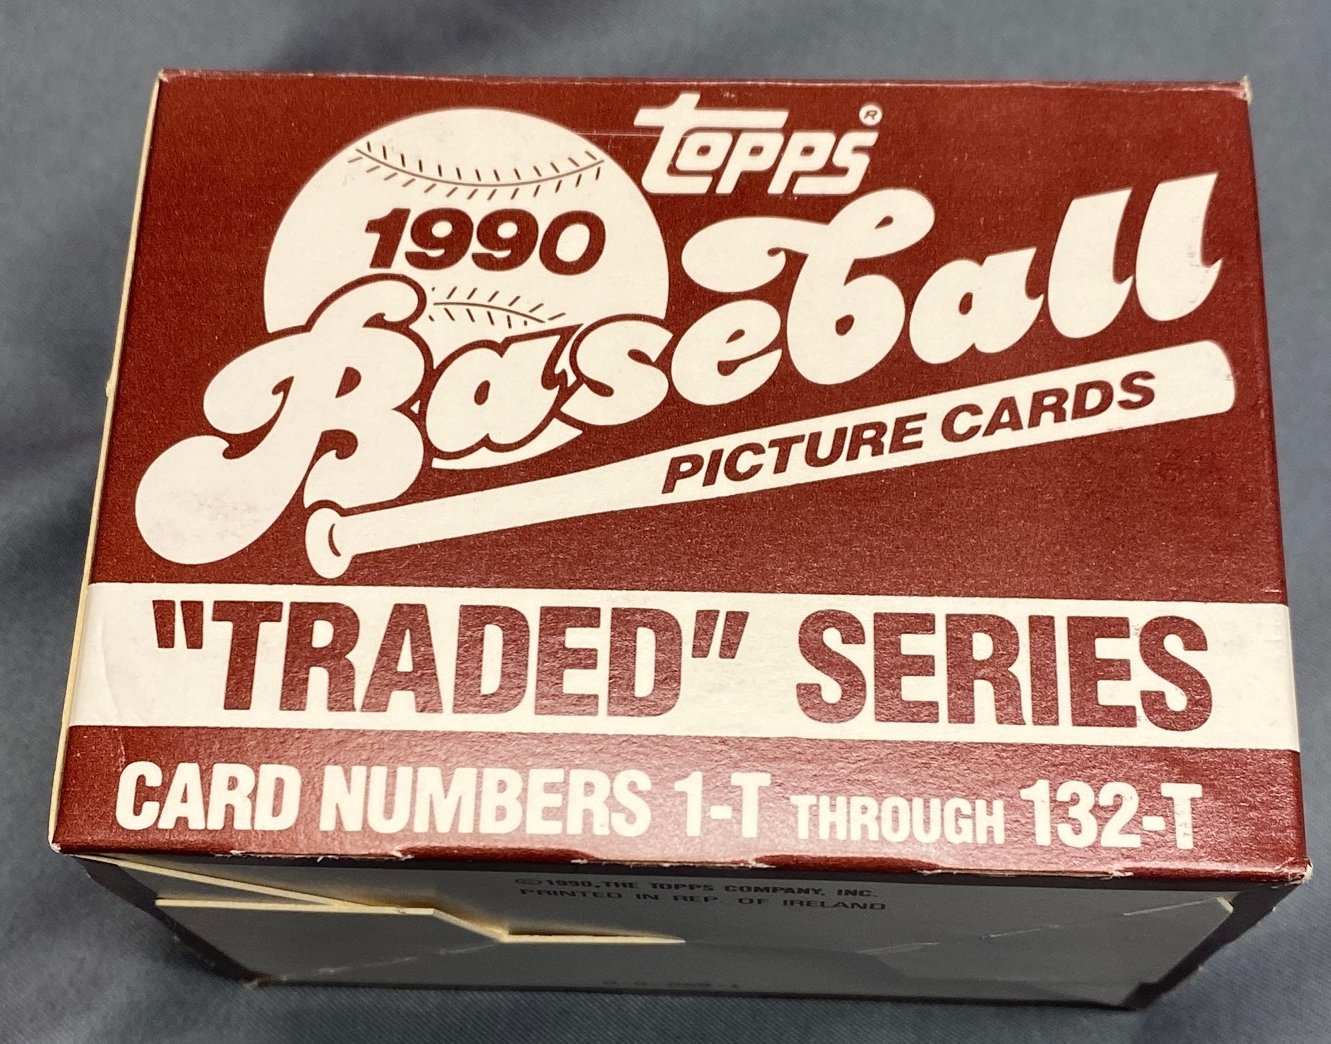 topps®
1990
Baseball
PICTURE CARDS
"TRADED" SERIES
CARD NUMBERS 1-T THROUGH 132-T
©1990, THE TOPPS COMPANY, INC.
PRINTED IN REP. OF IRELAND